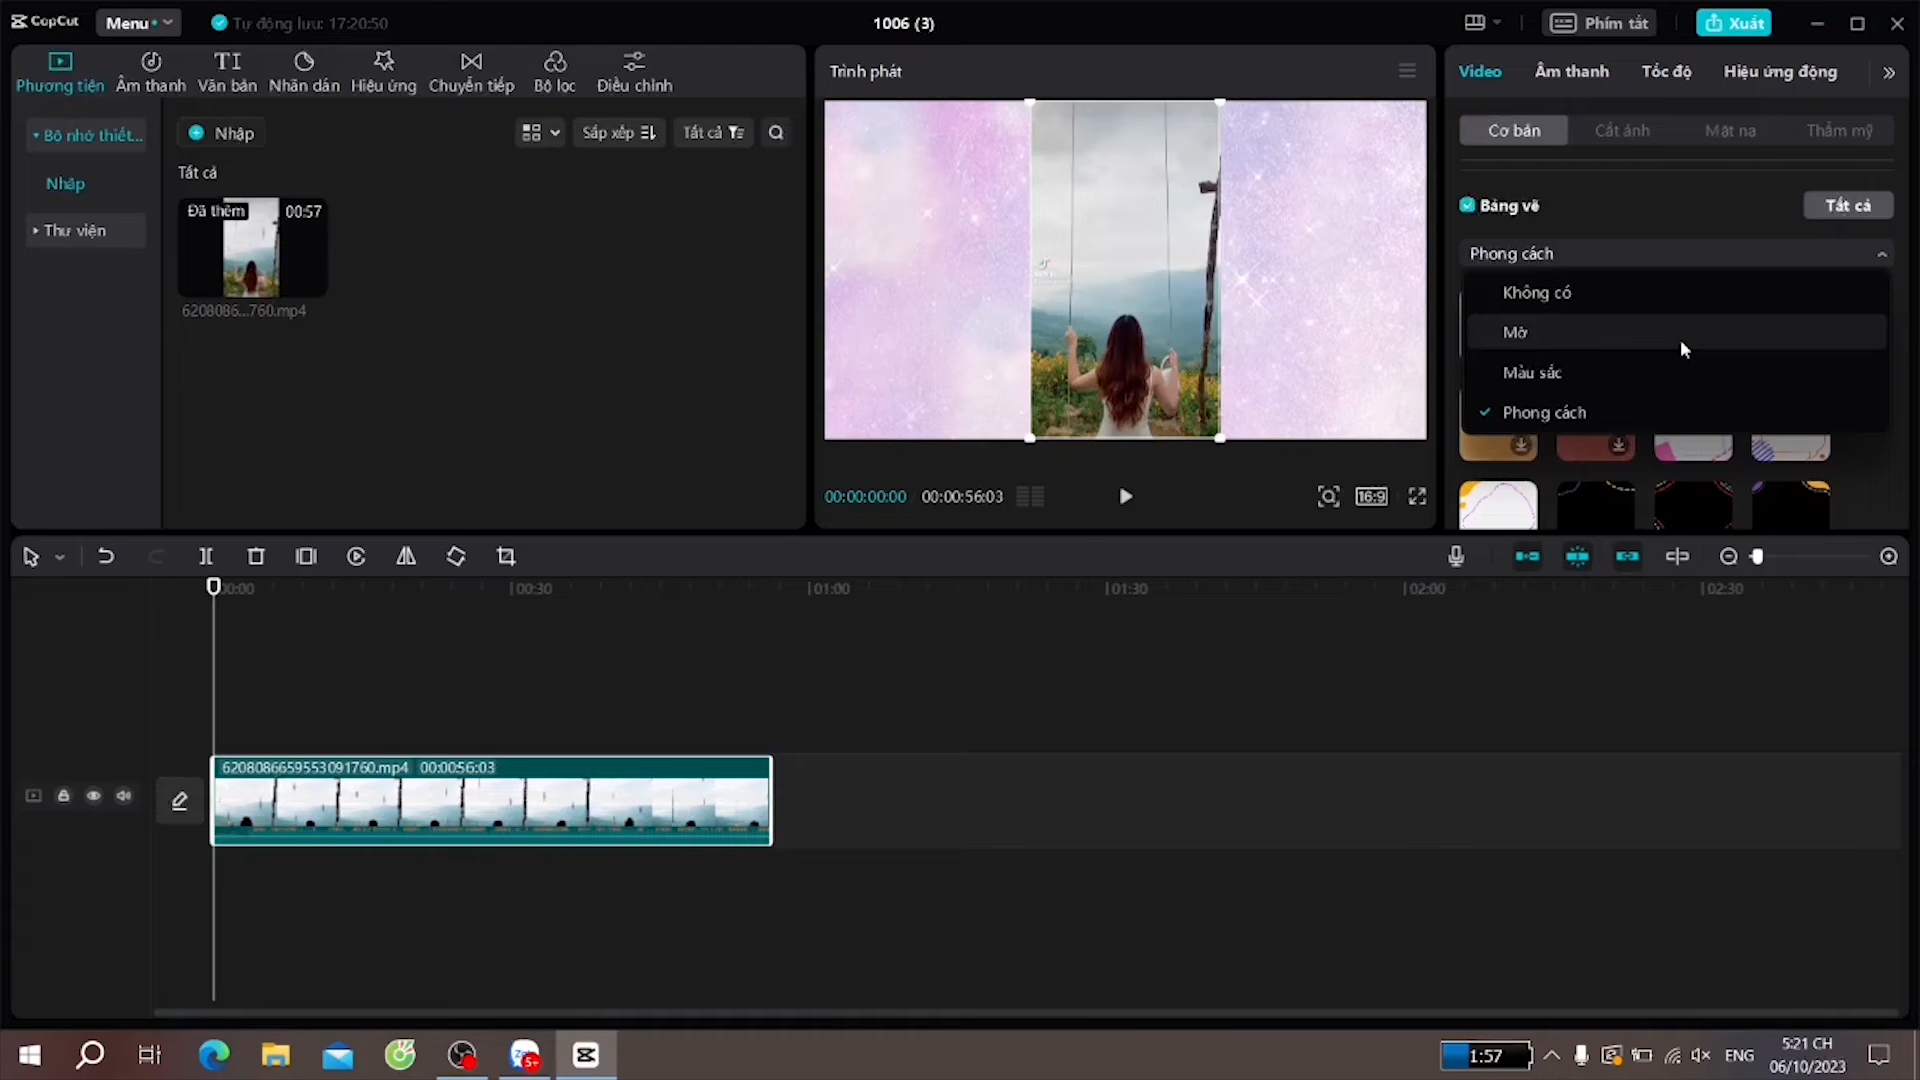 CapCut
Menu
Tự động lưu: 17:20:50
1006 (3)
Phím tắt
Xuất
Phương tiện
Âm thanh
Văn bản
Nhãn dán
Hiệu ứng
Chuyển tiếp
Bộ lọc
Điều chỉnh
Bộ nhớ thiết...
Nhập
Thư viện
Nhập
Sắp xếp
Tất cả
Tất cả
Đã thêm
00:57
6208086...760.mp4
Trình phát
00:00:00:00
00:00:56:03
16:9
Video
Âm thanh
Tốc độ
Hiệu ứng động
Cơ bản
Cắt ảnh
Mặt nạ
Thẩm mỹ
Bảng vẽ
Tất cả
Phong cách
Không có
Mờ
Màu sắc
Phong cách
00:00
00:30
01:00
01:30
02:00
02:30
6208086659553091760.mp4 00:00:56:03
5+
1:57
ENG
5:21 CH
06/10/2023